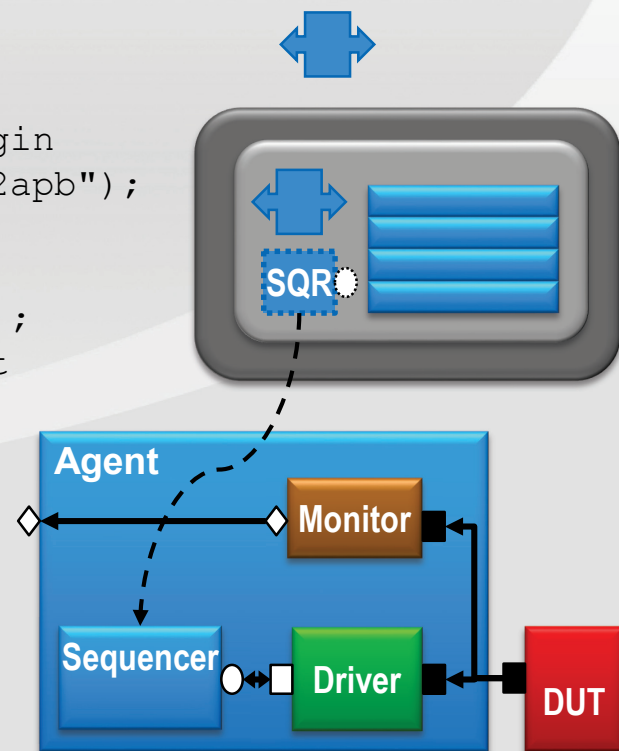 gin
2apb");
SQR
;
t
Agent
Monitor
Sequencer
Driver
DUT